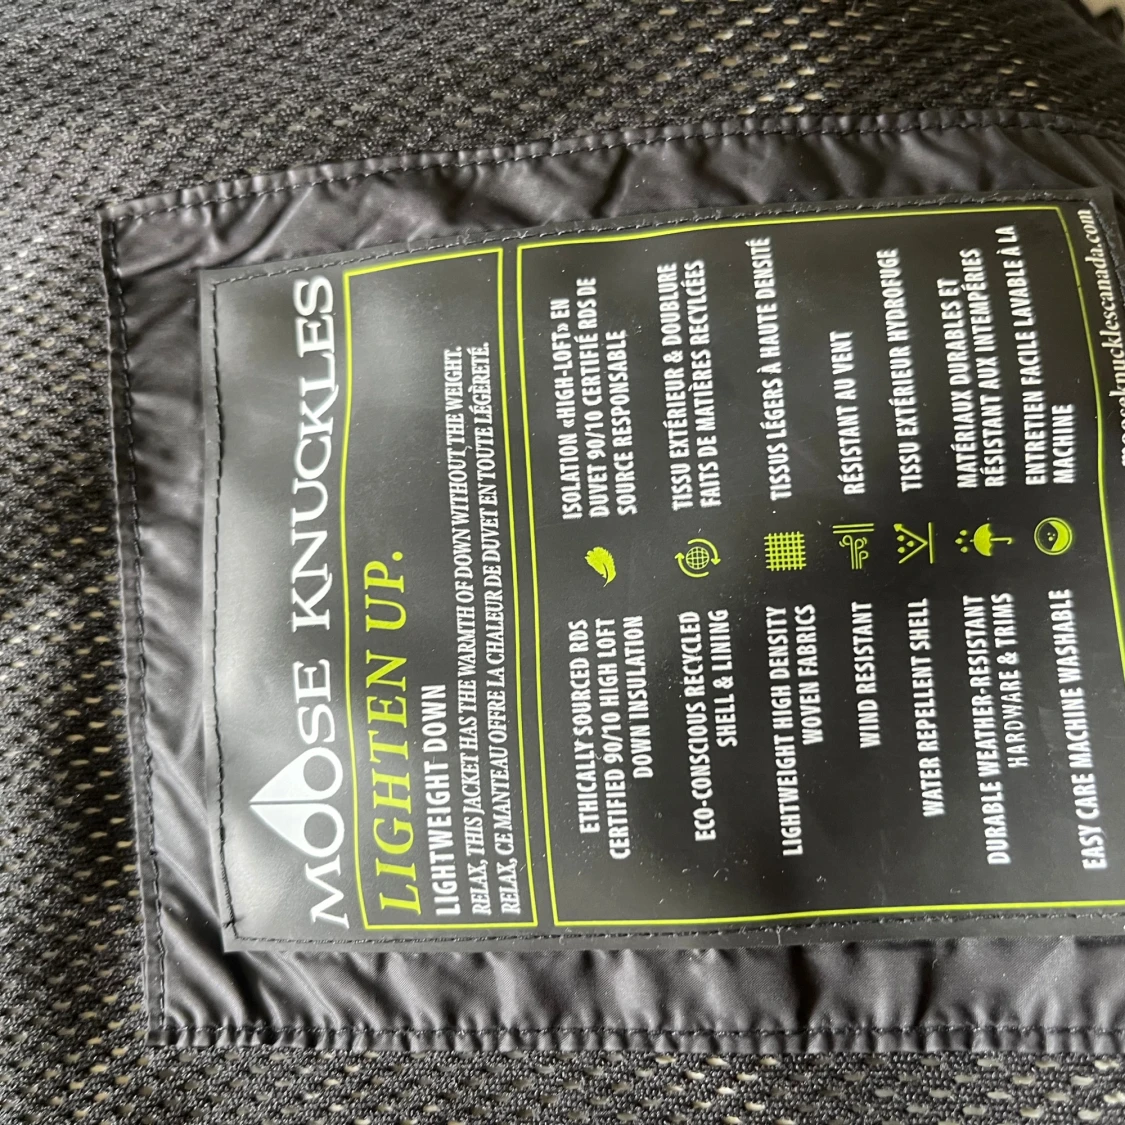 MOOSE KNUCKLES
LIGHTEN UP.
LIGHTWEIGHT DOWN
RELAX, THIS JACKET HAS THE WARMTH OF DOWN WITHOUT THE WEIGHT.
RELAX, CE MANTEAU OFFRE LA CHALEUR DE DUVET EN TOUTE LÉGÈRETÉ.
ETHICALLY SOURCED RDS
CERTIFIED 90/10 HIGH LOFT
DOWN INSULATION
ISOLATION «HIGH-LOFT» EN
DUVET 90/10 CERTIFIÉ RDS DE
SOURCE RESPONSABLE
ECO-CONSCIOUS RECYCLED
SHELL & LINING
TISSU EXTÉRIEUR & DOUBLURE
FAITS DE MATIÈRES RECYLCÉES
LIGHTWEIGHT HIGH DENSITY
WOVEN FABRICS
TISSUS LÉGERS À HAUTE DENSITÉ
WIND RESISTANT
RÉSISTANT AU VENT
WATER REPELLENT SHELL
TISSU EXTÉRIEUR HYDROFUGE
DURABLE WEATHER-RESISTANT
HARDWARE & TRIMS
MATÉRIAUX DURABLES ET
RÉSISTANT AUX INTEMPÉRIES
EASY CARE MACHINE WASHABLE
ENTRETIEN FACILE LAVABLE À LA
MACHINE
mooseknucklescanada.com